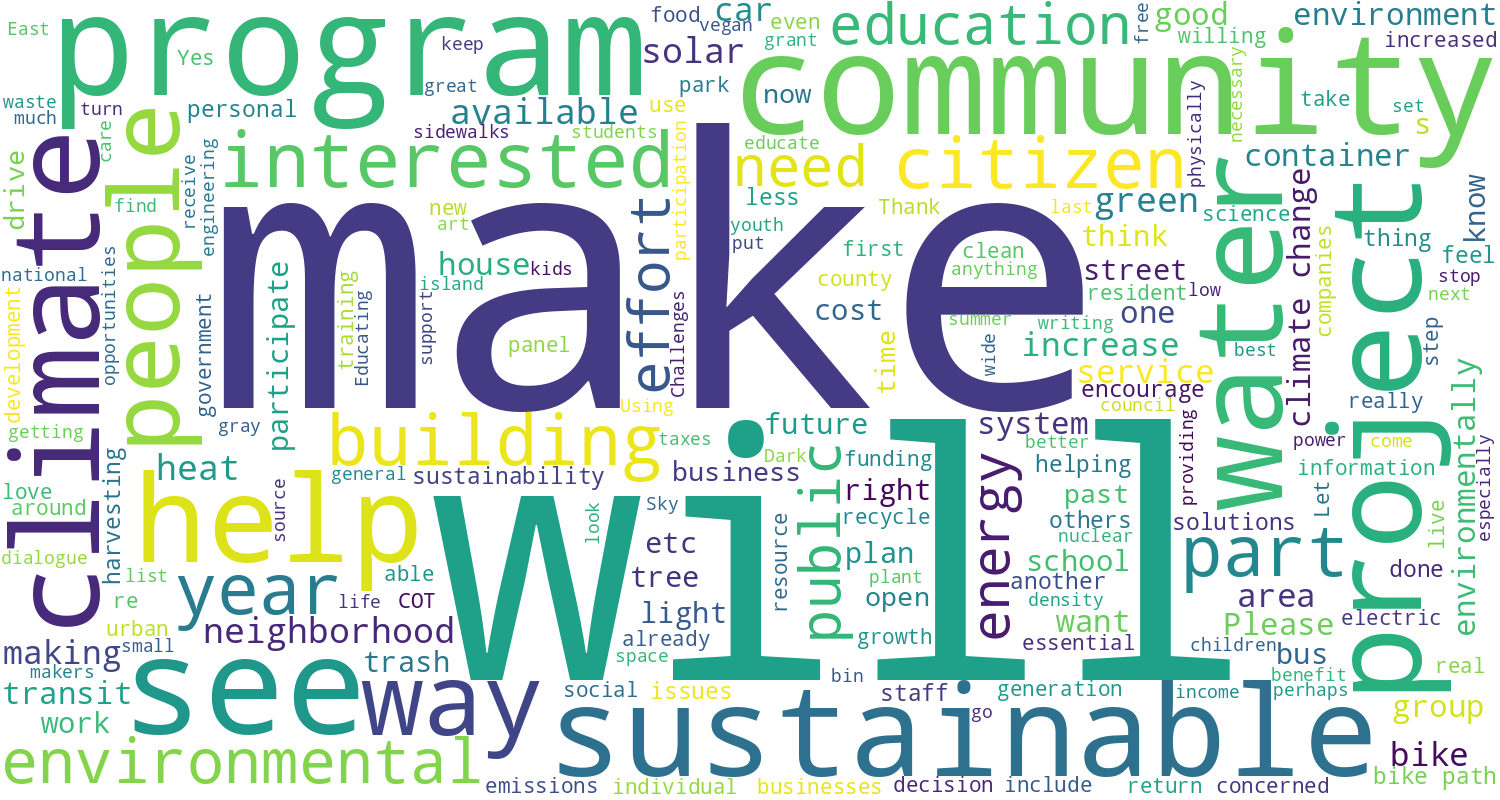 East
program
food
vegan
car
grant
even
education
free
good
willing
environment
increased
Yes
keep
great
solar
park
now
community
necessary
waste
much
turn
personal
available
use
take
set
s
sidewalks
students
educate
physically
care
people
interested
participation
need
citizen
container
climate
drive
find
receive
engineering
new
art
make
less
youth
put
Thank
last
green
science
water
climate change
project
know
thing
feel
first
clean
think
anything
street
companies
stop
next
national
opportunities
house
kids
island
effort
county
resident
low
development
government
participate
training
Educating
support
panel
Challenges
cost
summer
writing
one
time
wide
increase
best
step
environmentally
service
encourage
really
getting
gray
building
Using
taxes
council
future
system
better
power
come
harvesting
heat
general
sustainability
business
Dark
funding
helping
providing
information
especially
love
around
help
source
look
Sky
public
right
energy
past
Let
live
dialogue
etc
resource
recycle
others
solutions
nuclear
list
year
able
tree
plan
school
part
done
re
life
COT
light
plant
open
another
density
area
urban
small
neighborhood
already
growth
want
essential
Please
electric
making
makers
see
will
trash
space
children
bus
benefit
real
transit
way
bin
social
issues
staff
generation
income
perhaps
work
go
sustainable
group
environmental
bike
emissions
individual
businesses
decision
include
return
concerned
bike path